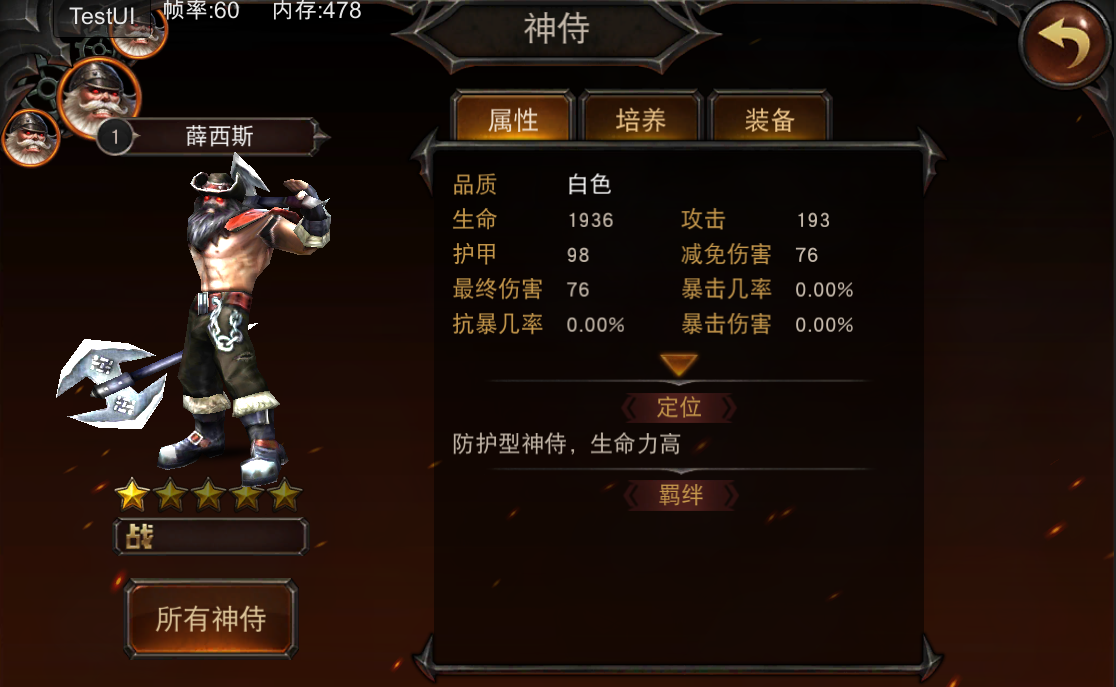 TestUI 帧率:60 内存:478
神侍
1 薛西斯
属性 培养 装备
品质 白色
生命 1936 攻击 193
护甲 98 减免伤害 76
最终伤害 76 暴击几率 0.00%
抗暴几率 0.00% 暴击伤害 0.00%
定位
防护型神侍，生命力高
羁绊
战
所有神侍